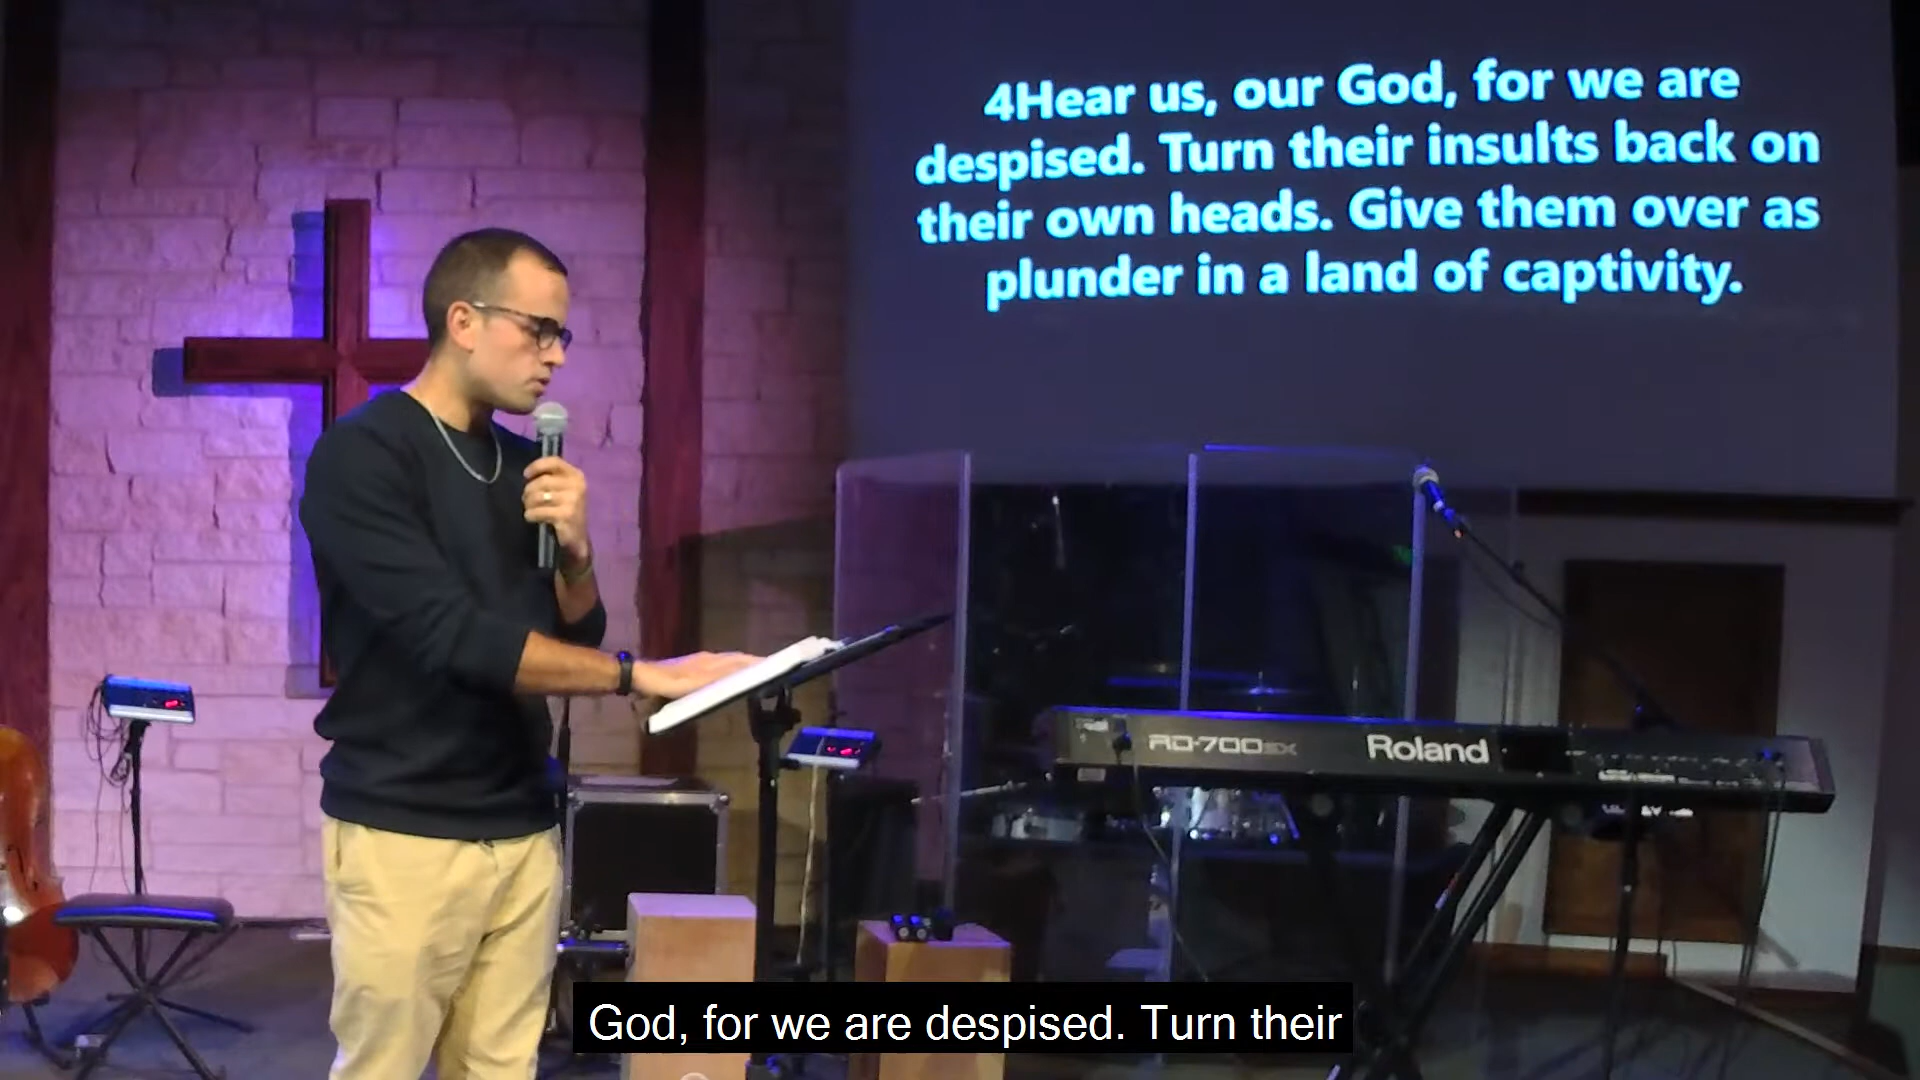 4Hear us, our God, for we are
despised. Turn their insults back on
their own heads. Give them over as
plunder in a land of captivity.
RD-700SX Roland
God, for we are despised. Turn their